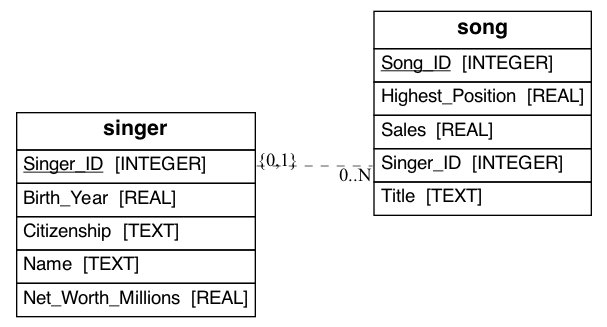 singer
Singer_ID [INTEGER]
Birth_Year [REAL]
Citizenship [TEXT]
Name [TEXT]
Net_Worth_Millions [REAL]
{0,1}
0..N
song
Song_ID [INTEGER]
Highest_Position [REAL]
Sales [REAL]
Singer_ID [INTEGER]
Title [TEXT]